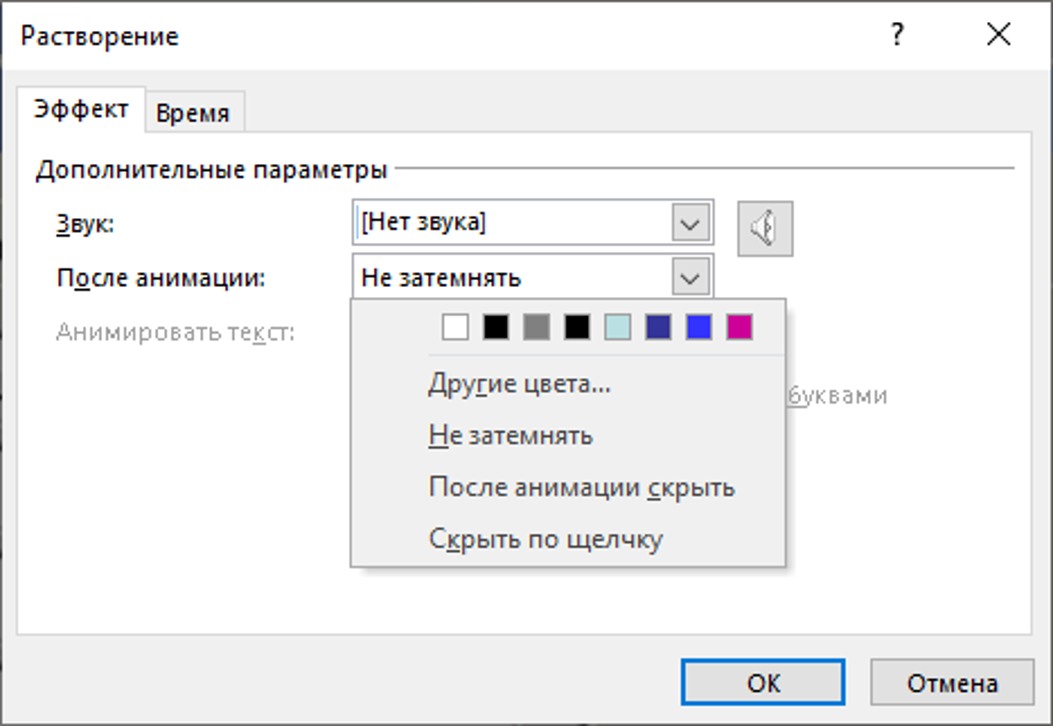 Растворение
?
Эффект
Время
Дополнительные параметры
Звук:
[Нет звука]
После анимации:
Не затемнять
Анимировать текст:
Другие цвета...
буквами
Не затемнять
После анимации скрыть
Скрыть по щелчку
ОК
Отмена